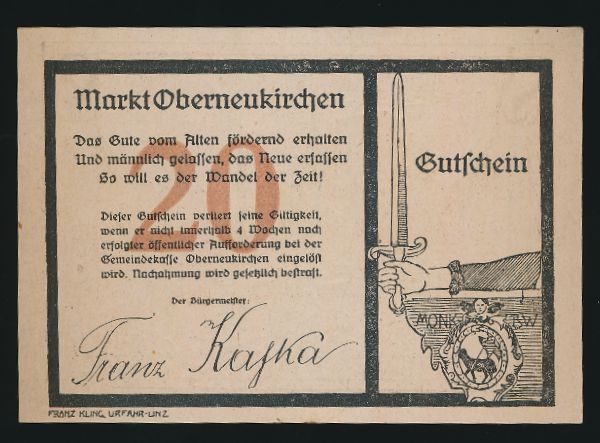 Markt Oberneukirchen
Das Gute vom Alten fördernd erhalten
Und männlich gelassen, das Neue erfassen
So will es der Wandel der Zeit!
20
Dieser Gutschein verliert seine Giltigkeit,
wenn er nicht innerhalb 4 Wochen nach
erfolgter öffentlicher Aufforderung bei der
Gemeindekasse Oberneukirchen eingelöst
wird. Nachahmung wird gesetzlich bestraft.
Der Bürgermeister:
Franz Kafka
Gutschein
FRANZ KLING, URFAHR-LINZ